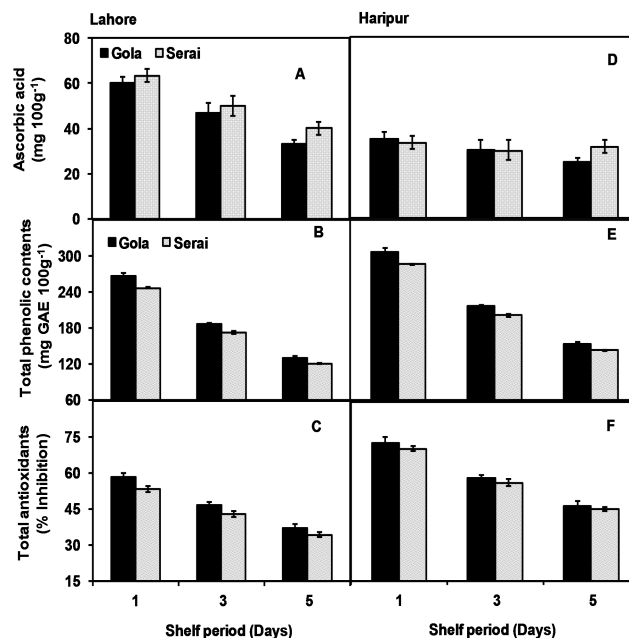 Lahore
Haripur
Gola Serai
A
D
Ascorbic acid
(mg 100g-1)
80
60
40
20
0
Gola Serai
B
E
Total phenolic contents
(mg GAE 100g-1)
300
240
180
120
60
C
F
Total antioxidants
(% Inhibition)
75
60
45
30
15
1 3 5 1 3 5
Shelf period (Days) Shelf period (Days)